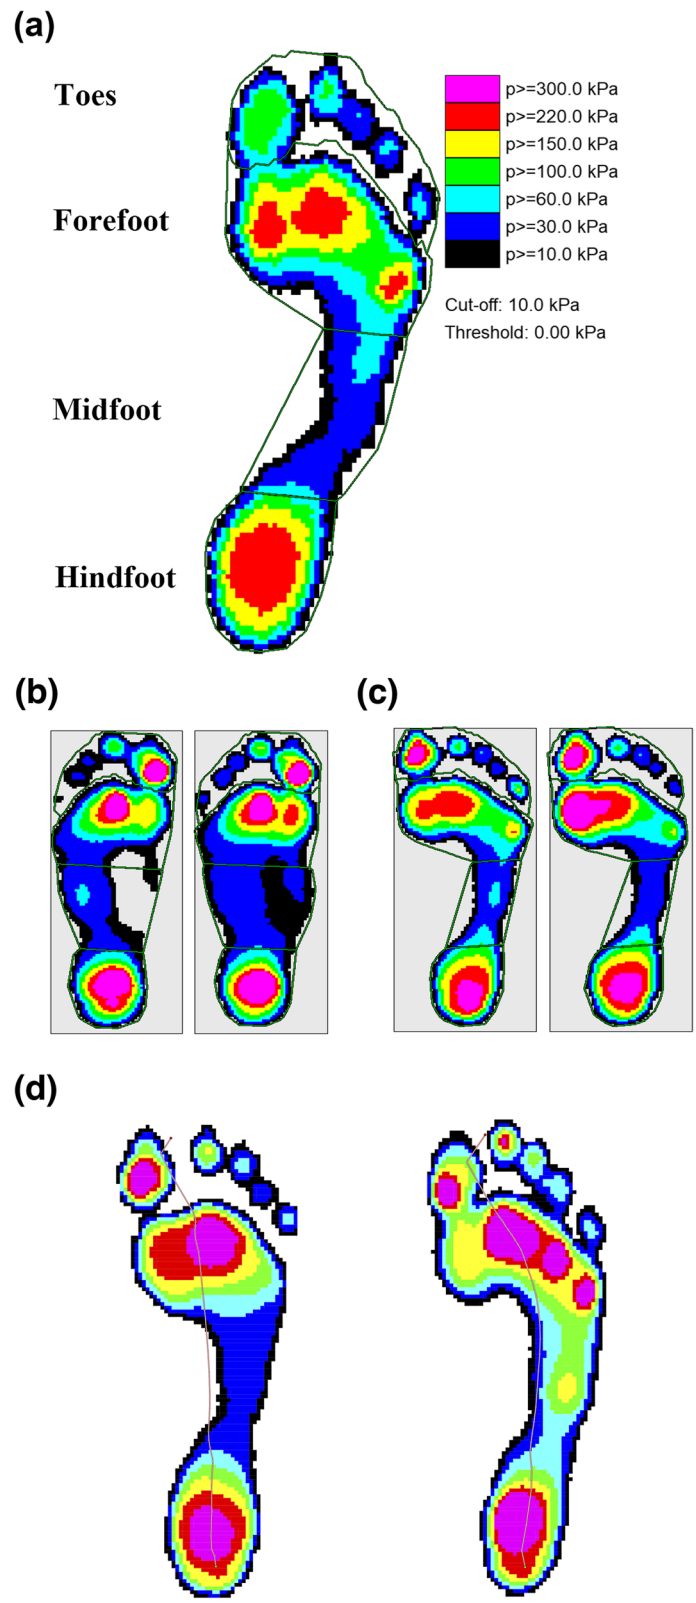 (a)
Toes
Forefoot
Midfoot
Hindfoot
p>=300.0 kPa
p>=220.0 kPa
p>=150.0 kPa
p>=100.0 kPa
p>=60.0 kPa
p>=30.0 kPa
p>=10.0 kPa
Cut-off: 10.0 kPa
Threshold: 0.00 kPa
(b)
(c)
(d)